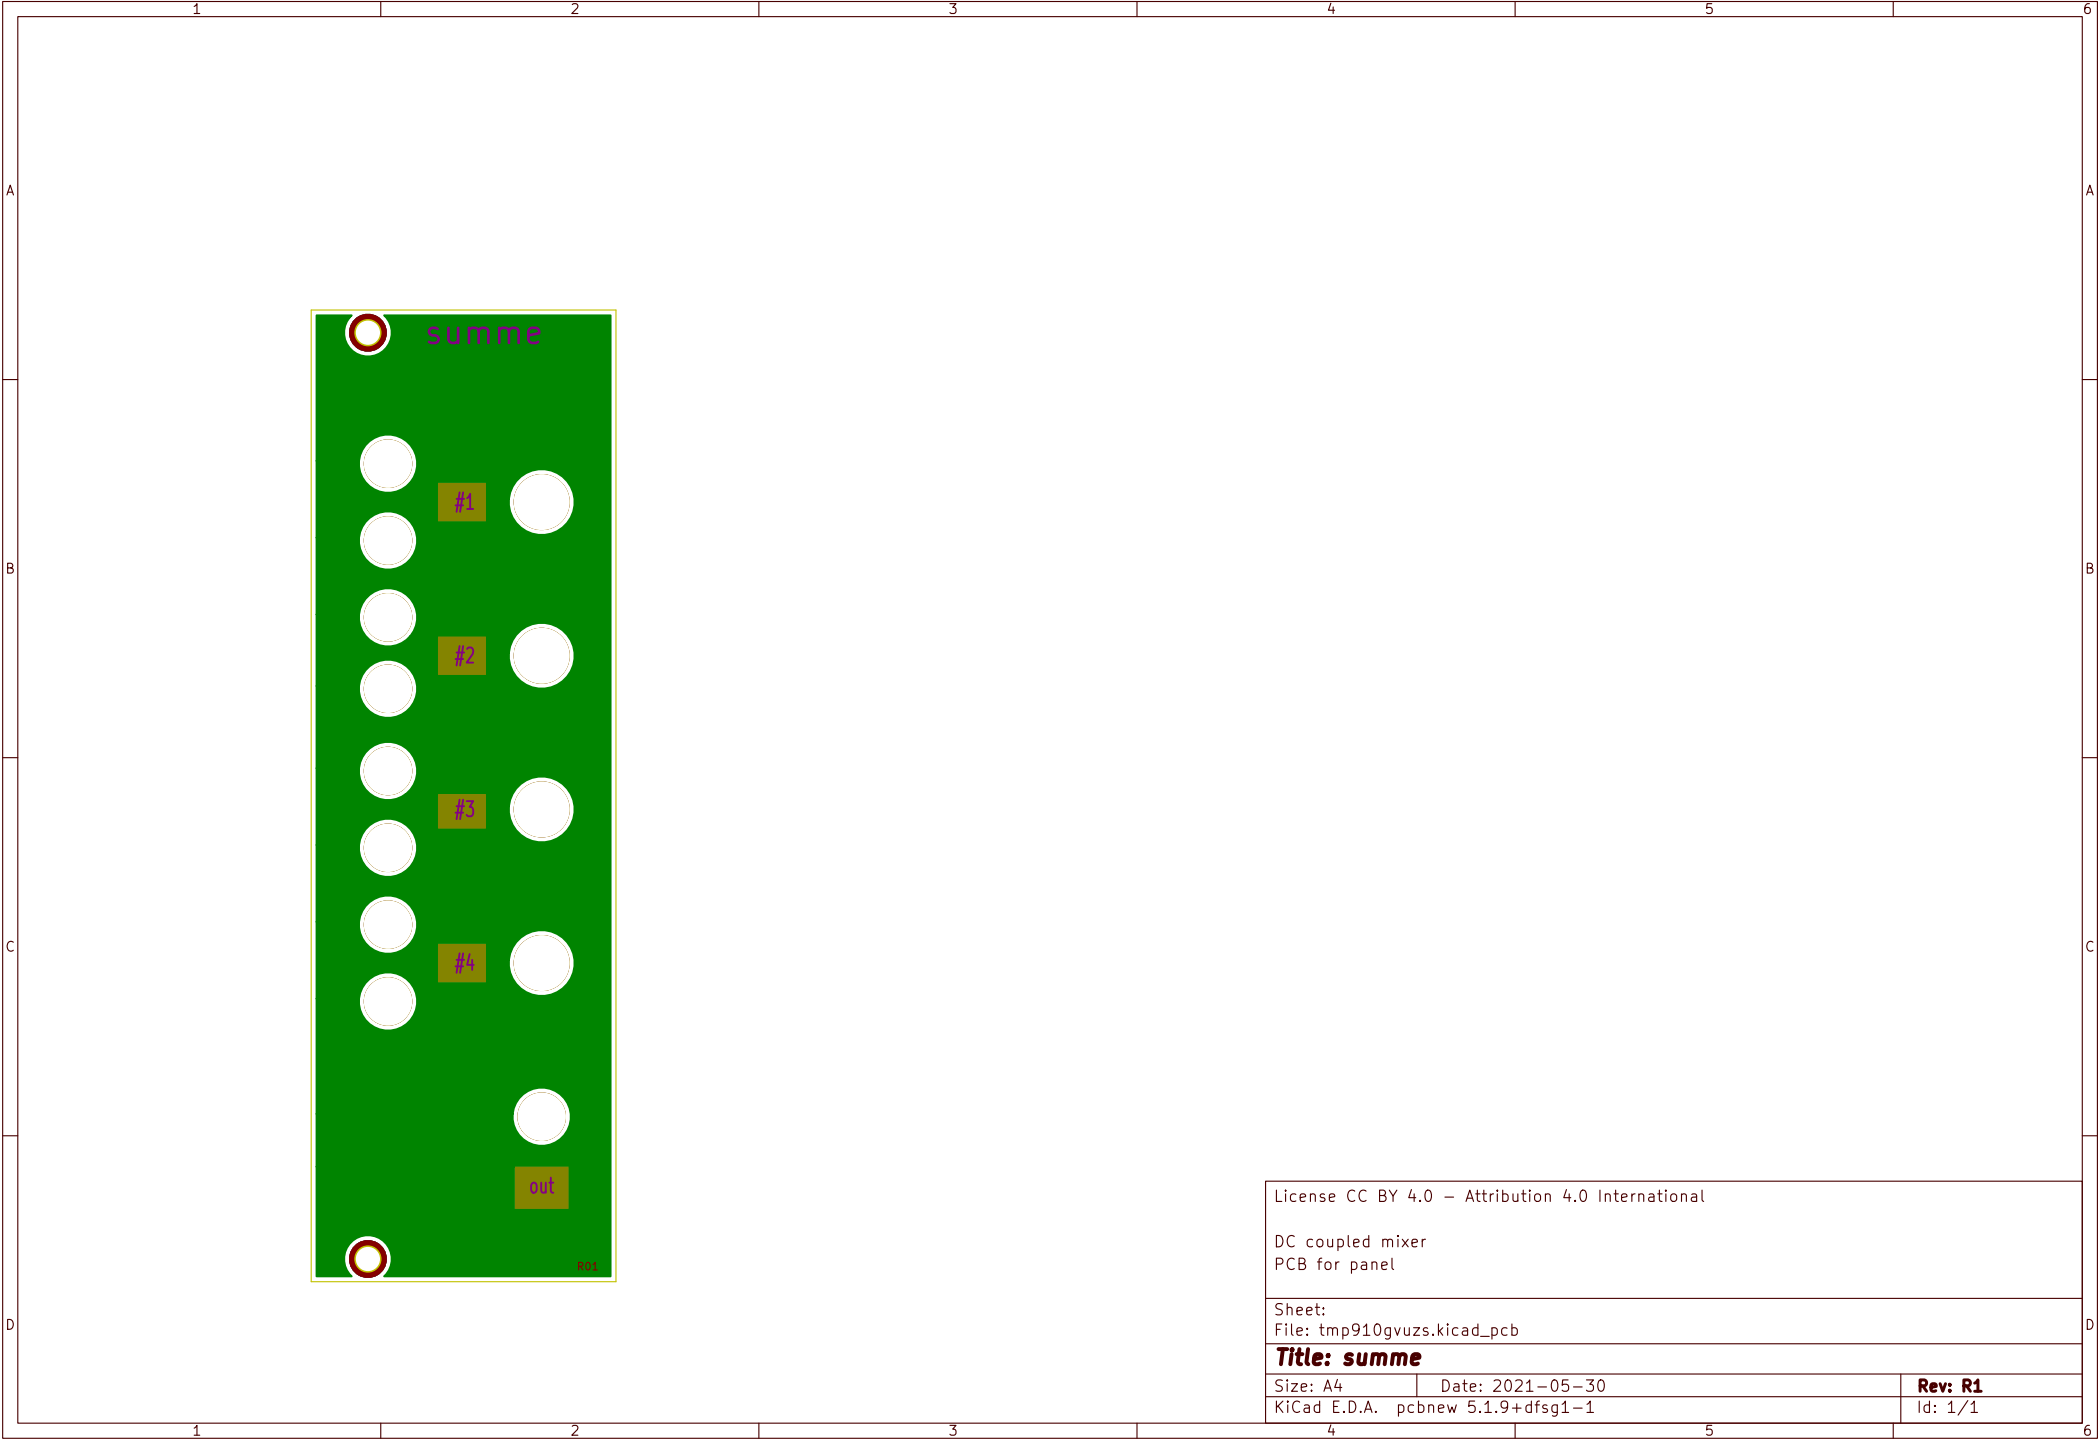 1 2 3 4 5 6
A A
summe
#1
B B
#2
#3
C C
#4
out
R01
License CC BY 4.0 - Attribution 4.0 International
DC coupled mixer
PCB for panel
Sheet:
File: tmp910gvuzs.kicad_pcb
D D
Title: summe
Size: A4 Date: 2021-05-30 Rev: R1
KiCad E.D.A. pcbnew 5.1.9+dfsg1-1 Id: 1/1
1 2 3 4 5 6